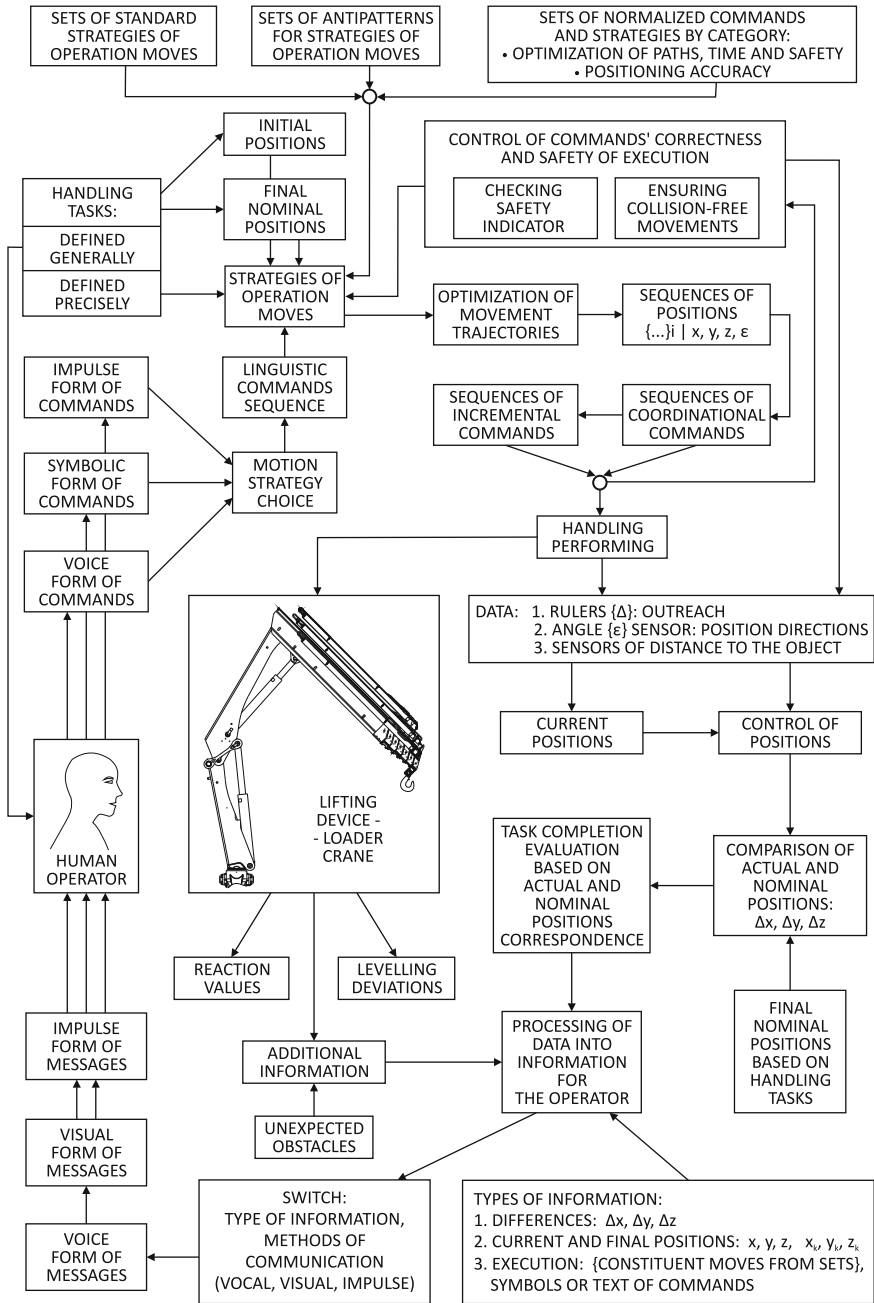 SETS OF STANDARD
STRATEGIES OF
OPERATION MOVES
SETS OF ANTIPATTERNS
FOR STRATEGIES OF
OPERATION MOVES
SETS OF NORMALIZED COMMANDS
AND STRATEGIES BY CATEGORY:
• OPTIMIZATION OF PATHS, TIME AND SAFETY
• POSITIONING ACCURACY
INITIAL
POSITIONS
CONTROL OF COMMANDS' CORRECTNESS
AND SAFETY OF EXECUTION
CHECKING
SAFETY
INDICATOR
ENSURING
COLLISION-FREE
MOVEMENTS
HANDLING
TASKS:
DEFINED
GENERALLY
DEFINED
PRECISELY
FINAL
NOMINAL
POSITIONS
STRATEGIES OF
OPERATION
MOVES
OPTIMIZATION OF
MOVEMENT
TRAJECTORIES
SEQUENCES OF
POSITIONS
{...}i | x, y, z, ε
IMPULSE
FORM OF
COMMANDS
LINGUISTIC
COMMANDS
SEQUENCE
SEQUENCES OF
INCREMENTAL
COMMANDS
SEQUENCES OF
COORDINATIONAL
COMMANDS
SYMBOLIC
FORM OF
COMMANDS
MOTION
STRATEGY
CHOICE
HANDLING
PERFORMING
VOICE
FORM OF
COMMANDS
DATA: 1. RULERS {Δ}: OUTREACH
2. ANGLE {ε} SENSOR: POSITION DIRECTIONS
3. SENSORS OF DISTANCE TO THE OBJECT
CURRENT
POSITIONS
CONTROL OF
POSITIONS
HUMAN
OPERATOR
LIFTING
DEVICE -
- LOADER
CRANE
TASK COMPLETION
EVALUATION
BASED ON
ACTUAL AND
NOMINAL
POSITIONS
CORRESPONDENCE
COMPARISON OF
ACTUAL AND
NOMINAL
POSITIONS:
Δx, Δy, Δz
REACTION
VALUES
LEVELLING
DEVIATIONS
FINAL
NOMINAL
POSITIONS
BASED ON
HANDLING
TASKS
IMPULSE
FORM OF
MESSAGES
ADDITIONAL
INFORMATION
PROCESSING OF
DATA INTO
INFORMATION
FOR
THE OPERATOR
UNEXPECTED
OBSTACLES
VISUAL
FORM OF
MESSAGES
VOICE
FORM OF
MESSAGES
SWITCH:
TYPE OF INFORMATION,
METHODS OF
COMMUNICATION
(VOCAL, VISUAL, IMPULSE)
TYPES OF INFORMATION:
1. DIFFERENCES: Δx, Δy, Δz
2. CURRENT AND FINAL POSITIONS: x, y, z, xₖ, yₖ, zₖ
3. EXECUTION: {CONSTITUENT MOVES FROM SETS},
SYMBOLS OR TEXT OF COMMANDS